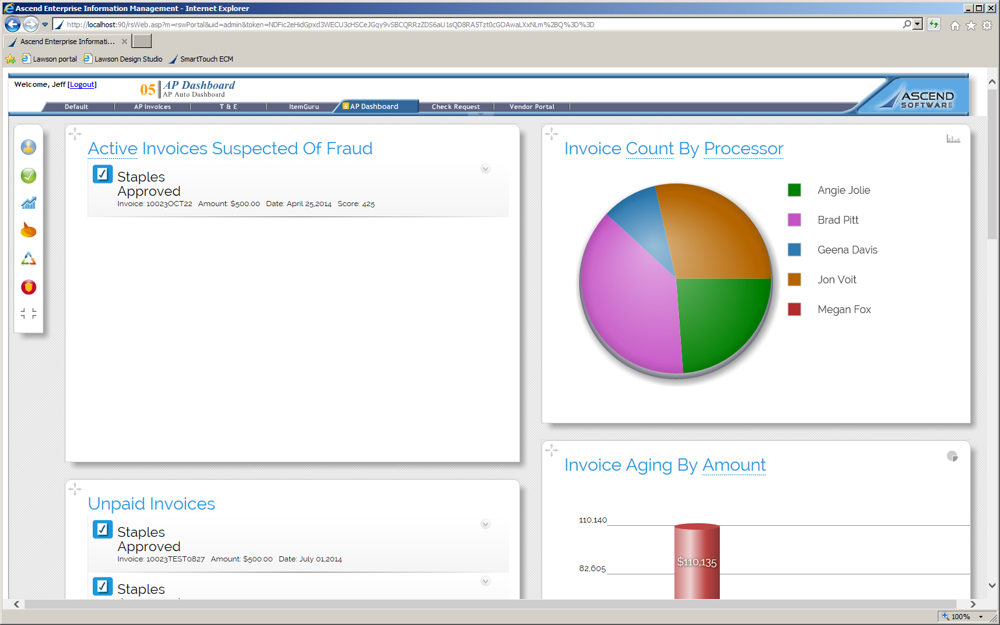 Ascend Enterprise Information Management - Internet Explorer
http://localhost:90/rsWeb.asp?m=rswPortal&uid=admin&token=NDFic2eHidGpxd3WECU3cHSCeJGqy9vSBCQRRzZDS6aU1sQD8RA5Tzt0cGOAwaLXxNLm%2BQ%3D%3D
Ascend Enterprise Informati...
Lawson portal Lawson Design Studio SmartTouch ECM
Welcome, Jeff [Logout]
05 AP Dashboard
AP Auto Dashboard
Default AP Invoices T & E ItemGuru 5 AP Dashboard Check Request Vendor Portal
ASCEND
SOFTWARE
Active Invoices Suspected Of Fraud
Staples
Approved
Invoice: 10023OCT22 Amount: $500.00 Date: April 25,2014 Score: 425
Invoice Count By Processor
Angie Jolie
Brad Pitt
Geena Davis
Jon Voit
Megan Fox
Unpaid Invoices
Staples
Approved
Invoice: 10023TEST0827 Amount: $500.00 Date: July 01,2014
Staples
Invoice Aging By Amount
110,140
$110,135
82,605
100%